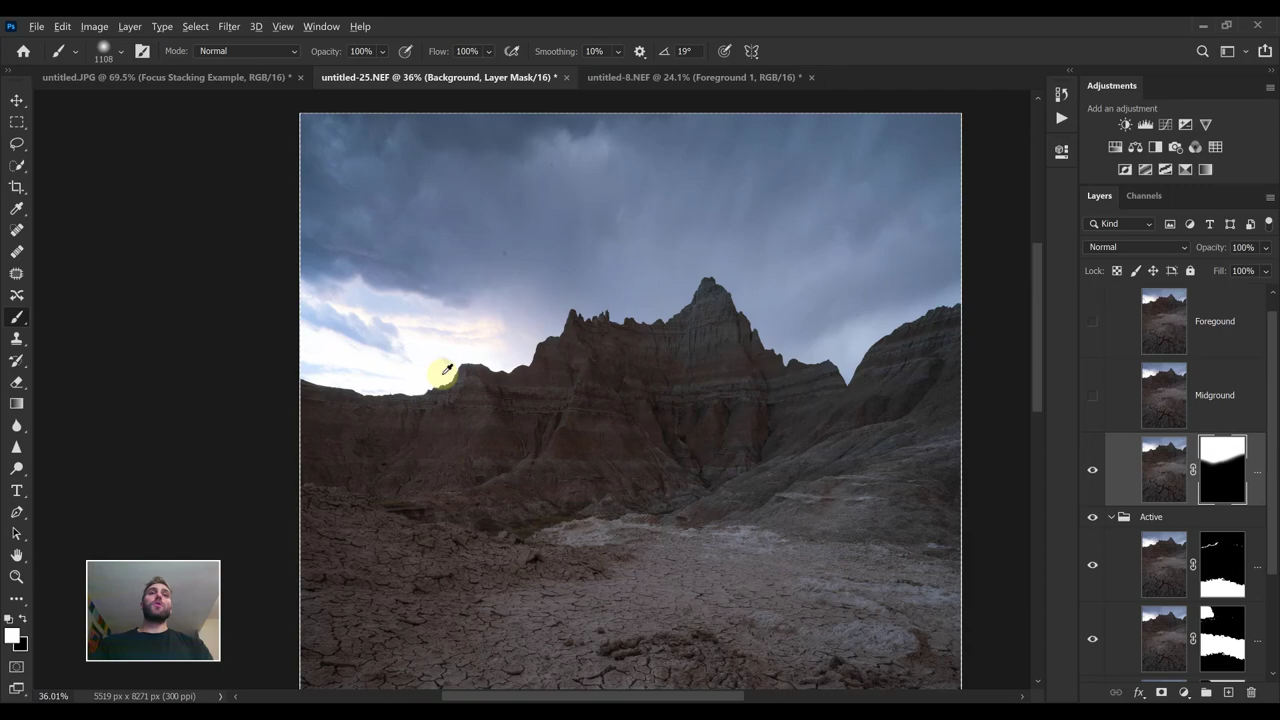 Ps File Edit Image Layer Type Select Filter 3D View Window Help
1108 Mode: Normal Opacity: 100% Flow: 100% Smoothing: 10% 19°
untitled.JPG @ 69.5% (Focus Stacking Example, RGB/16) * × untitled-25.NEF @ 36% (Background, Layer Mask/16) * × untitled-8.NEF @ 24.1% (Foreground 1, RGB/16) * ×
Adjustments
Add an adjustment
Layers Channels
Kind
Normal Opacity: 100%
Lock: Fill: 100%
Foregound
Midground
...
Active
...
...
36.01% 5519 px x 8271 px (300 ppi)